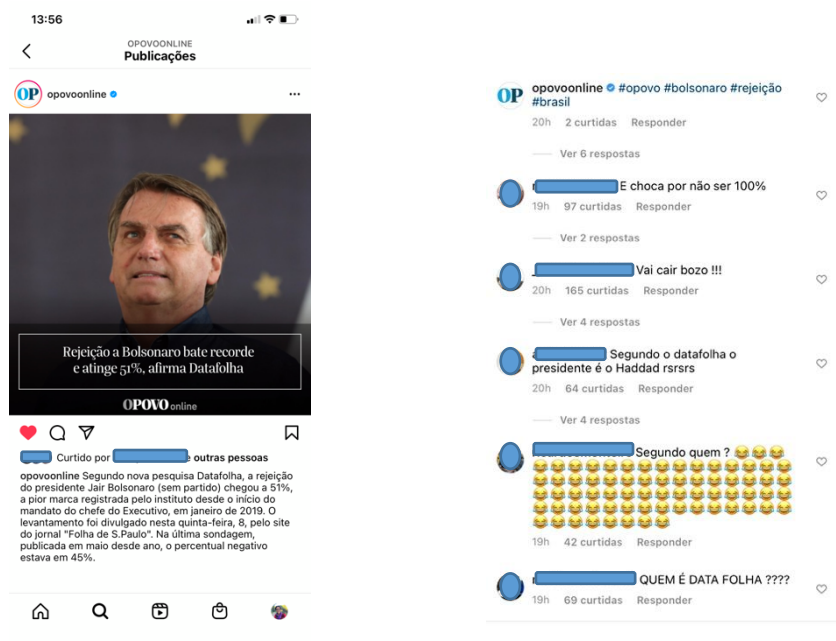 13:56
OPOVOONLINE
Publicações
OP opovoonline
Rejeição a Bolsonaro bate recorde
e atinge 51%, afirma Datafolha
OPOVO online
Curtido por e outras pessoas
opovoonline Segundo nova pesquisa Datafolha, a rejeição
do presidente Jair Bolsonaro (sem partido) chegou a 51%,
a pior marca registrada pelo instituto desde o início do
mandato do chefe do Executivo, em janeiro de 2019. O
levantamento foi divulgado nesta quinta-feira, 8, pelo site
do jornal "Folha de S.Paulo". Na última sondagem,
publicada em maio desde ano, o percentual negativo
estava em 45%.
OP opovoonline #opovo #bolsonaro #rejeição
#brasil
20h 2 curtidas Responder
Ver 6 respostas
E choca por não ser 100%
19h 97 curtidas Responder
Ver 2 respostas
Vai cair bozo !!!
20h 165 curtidas Responder
Ver 4 respostas
Segundo o datafolha o
presidente é o Haddad rsrsrs
20h 64 curtidas Responder
Ver 4 respostas
Segundo quem ? 😂😂😂
😂😂😂😂😂😂😂😂😂😂😂😂😂😂😂
😂😂😂😂😂😂😂😂😂😂😂😂😂😂😂
😂😂😂😂😂😂😂😂😂😂😂😂😂😂😂
😂😂😂😂😂😂😂😂😂😂😂😂😂😂😂
😂😂😂😂😂😂😂😂
19h 42 curtidas Responder
QUEM É DATA FOLHA ????
19h 69 curtidas Responder